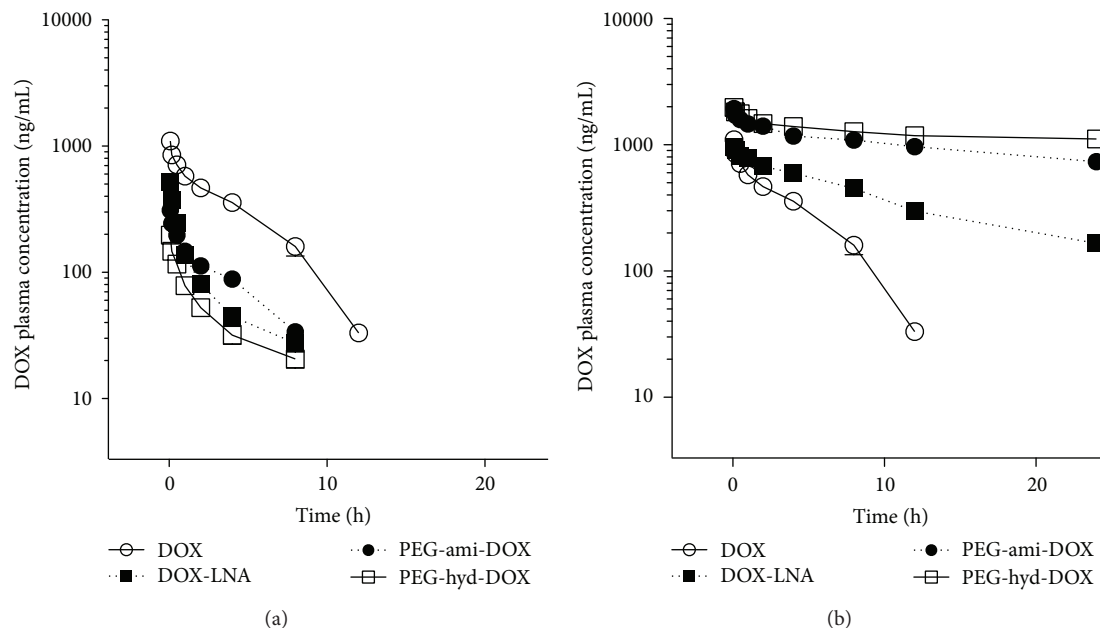 10000
1000
100
10
DOX plasma concentration (ng/mL)
0 10 20
Time (h)
DOX PEG-ami-DOX
DOX-LNA PEG-hyd-DOX
(a)
10000
1000
100
10
DOX plasma concentration (ng/mL)
0 10 20
Time (h)
DOX PEG-ami-DOX
DOX-LNA PEG-hyd-DOX
(b)